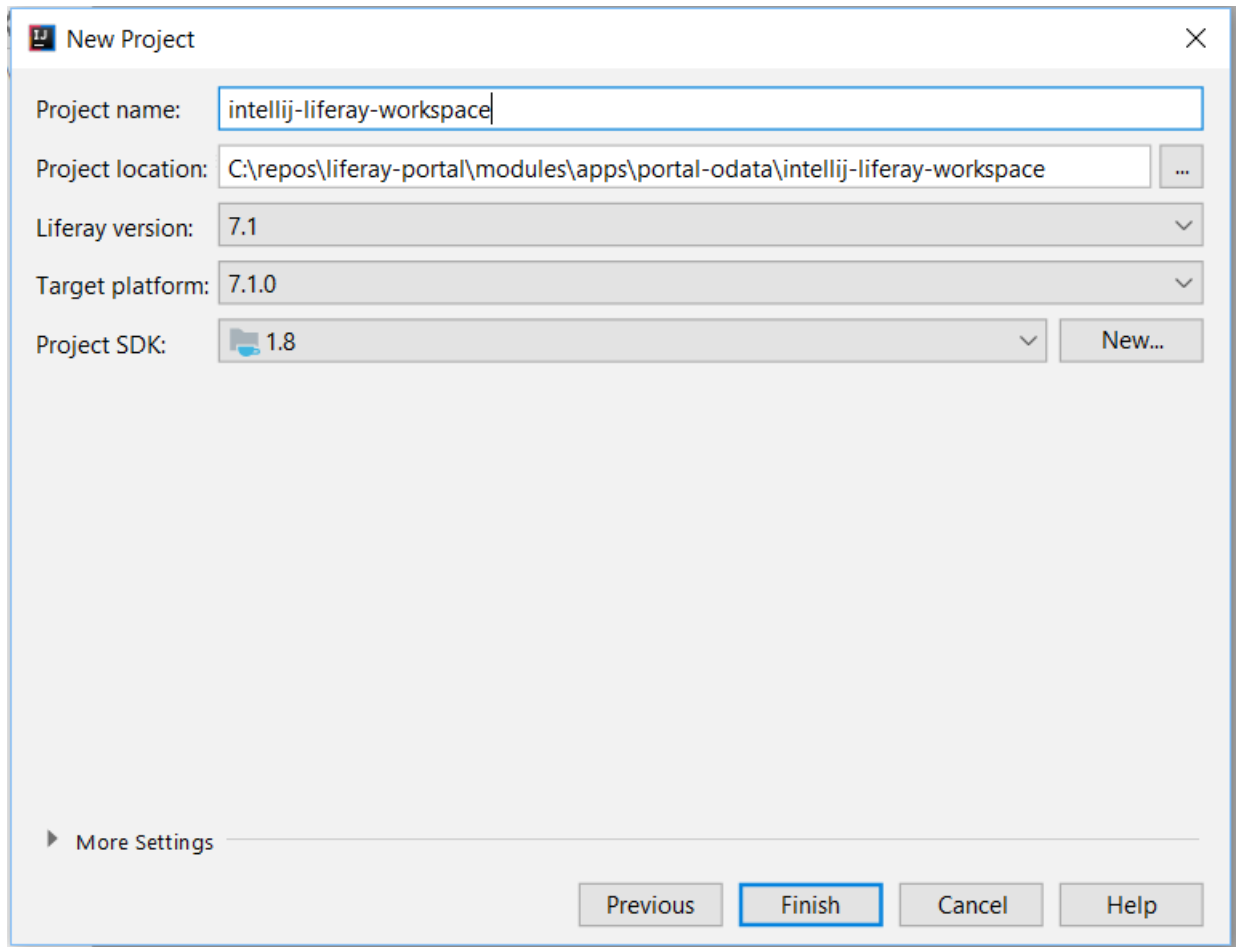 New Project
Project name: intellij-liferay-workspace
Project location: C:\repos\liferay-portal\modules\apps\portal-odata\intellij-liferay-workspace ...
Liferay version: 7.1
Target platform: 7.1.0
Project SDK: 1.8 New...
More Settings
Previous Finish Cancel Help